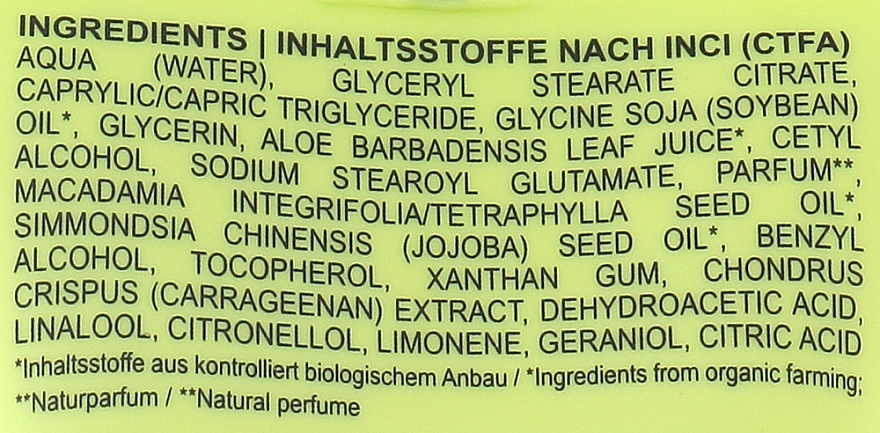 INGREDIENTS | INHALTSSTOFFE NACH INCI (CTFA)
AQUA (WATER), GLYCERYL STEARATE CITRATE,
CAPRYLIC/CAPRIC TRIGLYCERIDE, GLYCINE SOJA (SOYBEAN)
OIL*, GLYCERIN, ALOE BARBADENSIS LEAF JUICE*, CETYL
ALCOHOL, SODIUM STEAROYL GLUTAMATE, PARFUM**,
MACADAMIA INTEGRIFOLIA/TETRAPHYLLA SEED OIL*,
SIMMONDSIA CHINENSIS (JOJOBA) SEED OIL*, BENZYL
ALCOHOL, TOCOPHEROL, XANTHAN GUM, CHONDRUS
CRISPUS (CARRAGEENAN) EXTRACT, DEHYDROACETIC ACID,
LINALOOL, CITRONELLOL, LIMONENE, GERANIOL, CITRIC ACID
*Inhaltsstoffe aus kontrolliert biologischem Anbau / *Ingredients from organic farming;
**Naturparfum / **Natural perfume